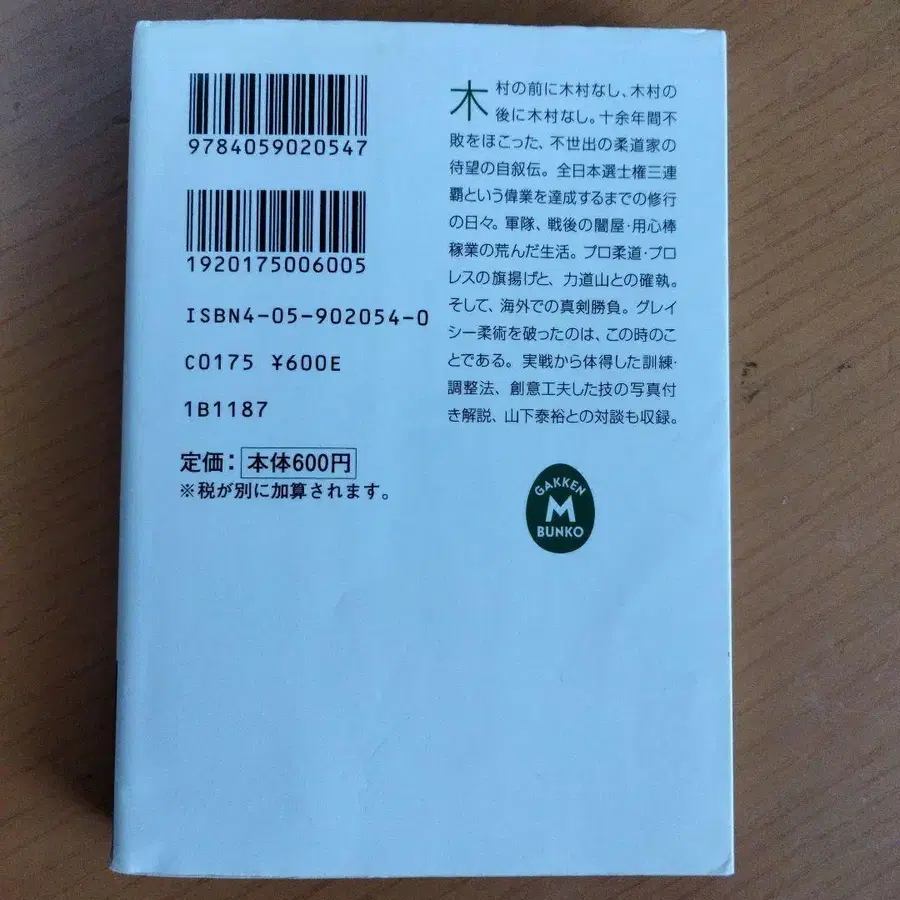 9784059020547
1920175006005
ISBN4-05-902054-0
C0175 ¥600E
1B1187
定価：本体600円
※税が別に加算されます。
木村の前に木村なし、木村の
後に木村なし。十余年間不
敗をほこった、不世出の柔道家の
待望の自叙伝。全日本選士権三連
覇という偉業を達成するまでの修行
の日々。軍隊、戦後の闇屋・用心棒
稼業の荒んだ生活。プロ柔道・プロ
レスの旗揚げと、力道山との確執。
そして、海外での真剣勝負。グレイ
シー柔術を破ったのは、この時のこ
とである。実戦から体得した訓練・
調整法、創意工夫した技の写真付
き解説、山下泰裕との対談も収録。
GAKKEN
M
BUNKO